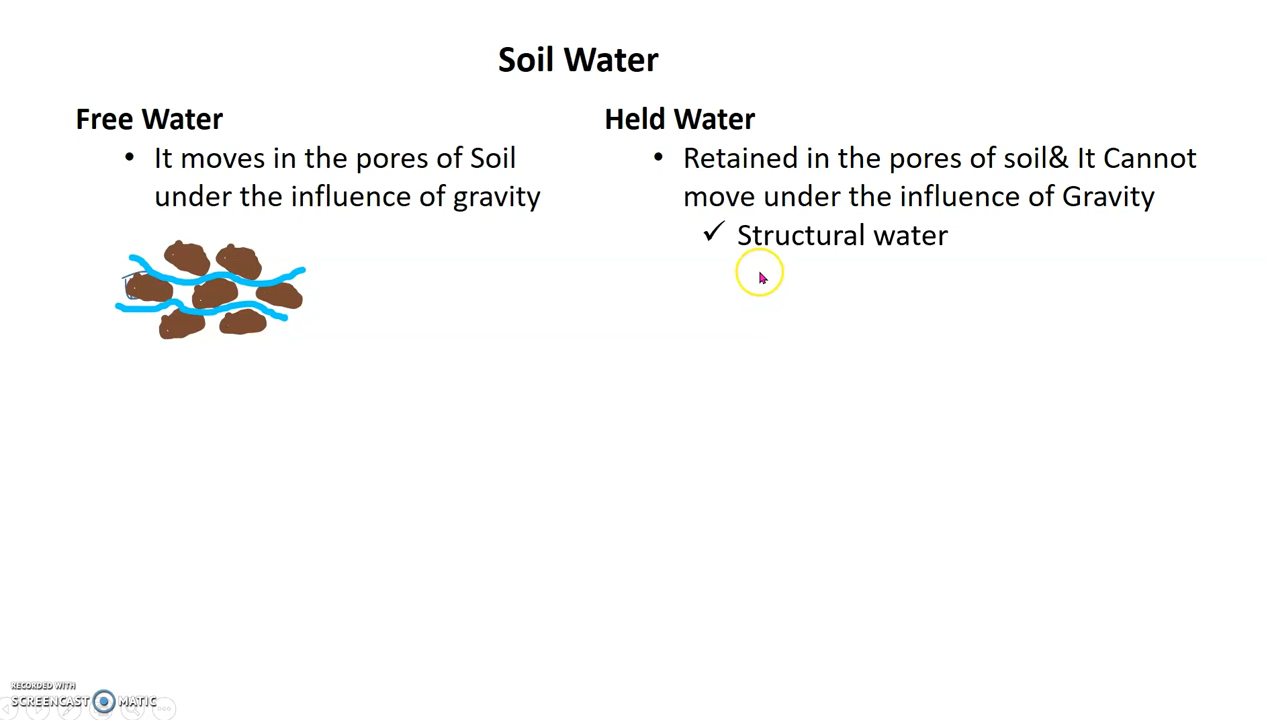 Soil Water
Free Water
• It moves in the pores of Soil
under the influence of gravity
Held Water
• Retained in the pores of soil& It Cannot
move under the influence of Gravity
✓ Structural water
RECORDED WITH
SCREENCAST MATIC